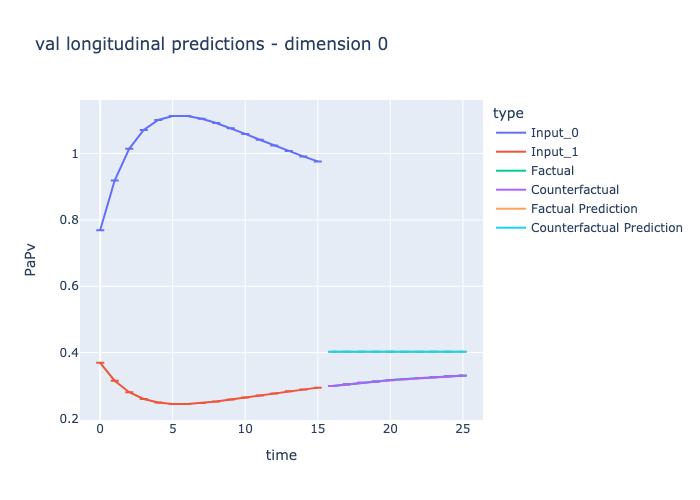 val longitudinal predictions - dimension 0
type
Input_0
Input_1
Factual
Counterfactual
Factual Prediction
Counterfactual Prediction
PaPv
1
0.8
0.6
0.4
0.2
0 5 10 15 20 25
time